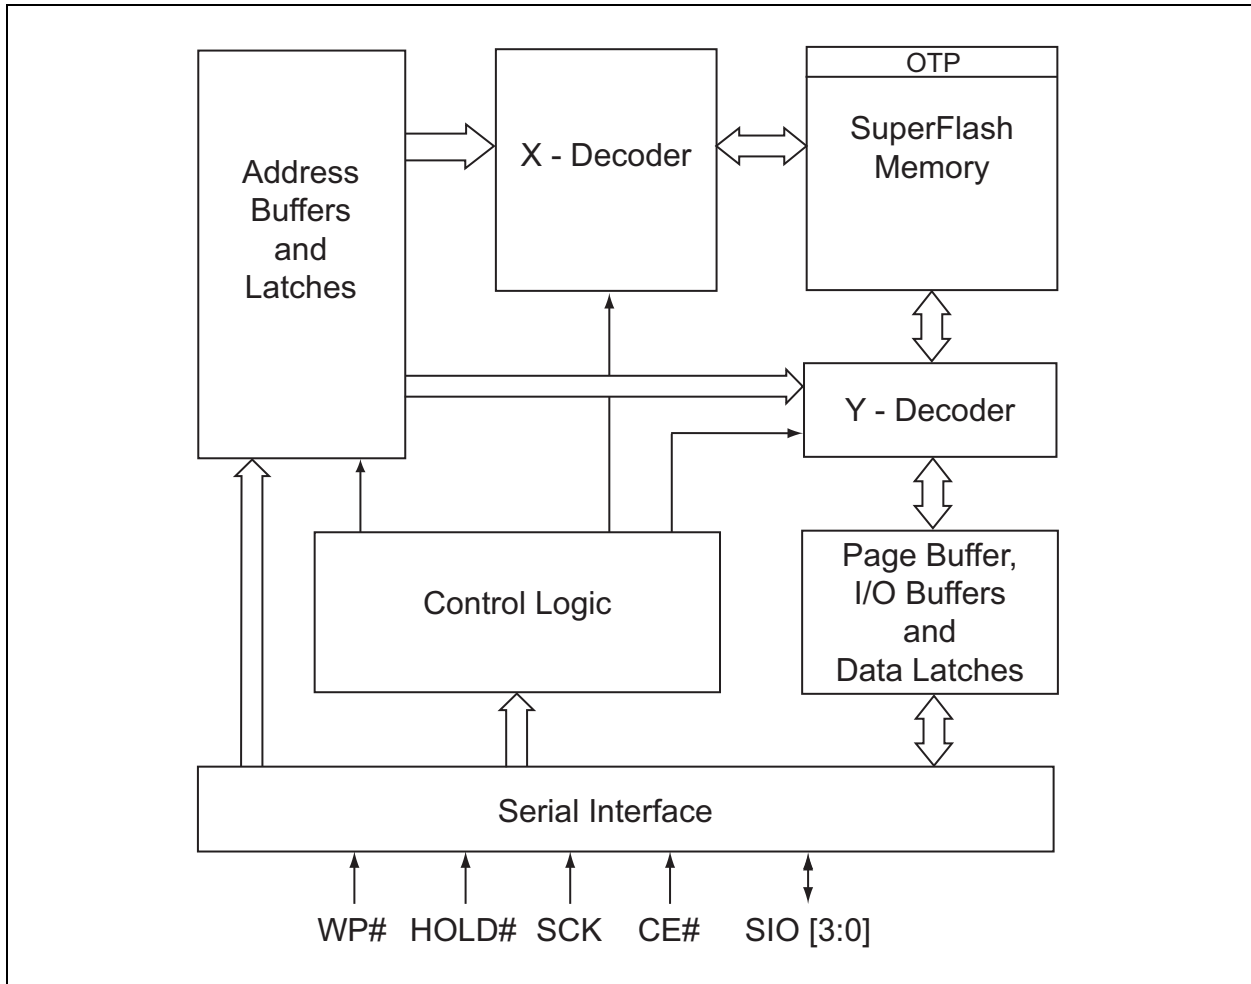 OTP
SuperFlash
Memory
X - Decoder
Address
Buffers
and
Latches
Y - Decoder
Page Buffer,
I/O Buffers
and
Data Latches
Control Logic
Serial Interface
WP# HOLD# SCK CE# SIO [3:0]